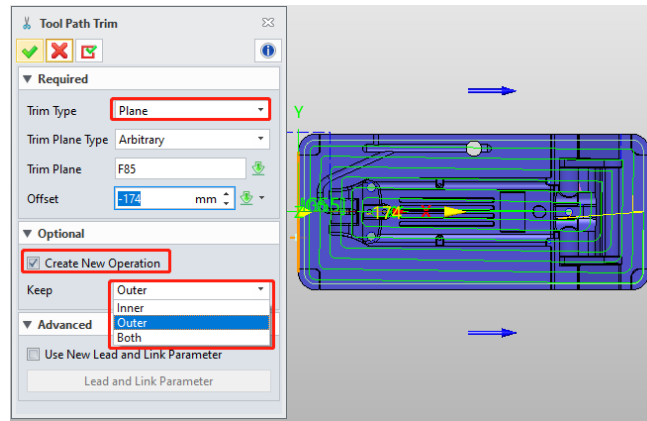 Tool Path Trim
Required
Trim Type Plane
Trim Plane Type Arbitrary
Trim Plane F85
Offset -174 mm
Optional
Create New Operation
Keep Outer
Inner
Outer
Both
Advanced
Use New Lead and Link Parameter
Lead and Link Parameter
Y
-174 X